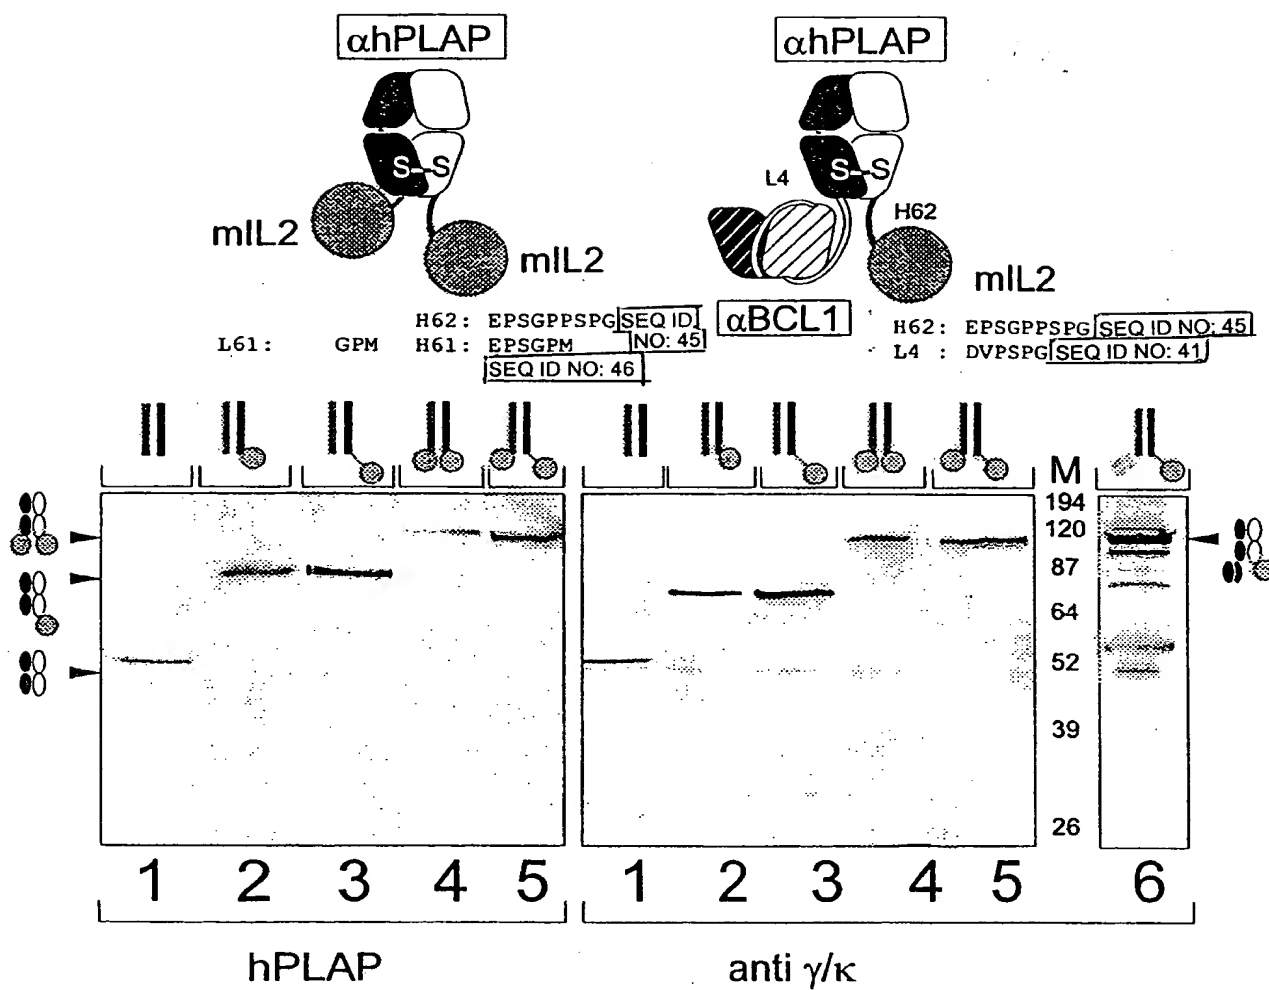 αhPLAP
αhPLAP
S--S
S--S
L4
H62
mIL2
mIL2
mIL2
αBCL1
H62: EPSGPPSPG SEQ ID
L61: GPM H61: EPSGPM NO: 45
SEQ ID NO: 46
H62: EPSGPPSPG SEQ ID NO: 45
L4 : DVPSPG SEQ ID NO: 41
M
194
120
87
64
52
39
26
1 2 3 4 5 1 2 3 4 5 6
hPLAP anti γ/κ